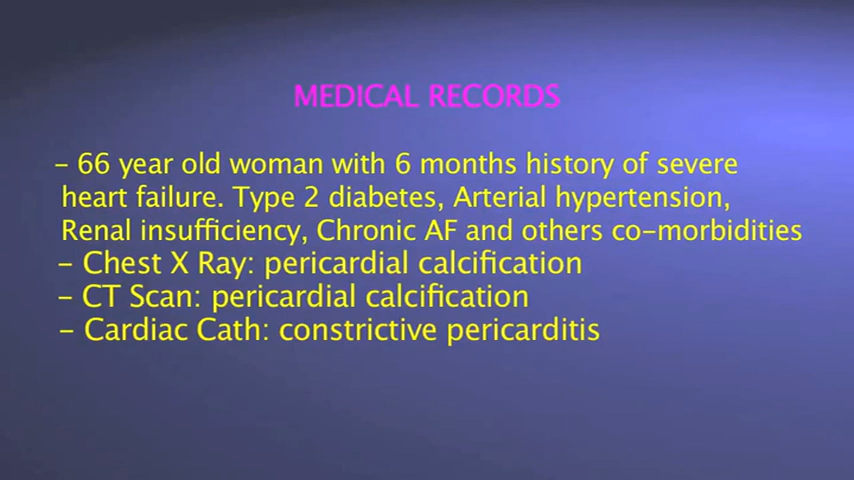 MEDICAL RECORDS
– 66 year old woman with 6 months history of severe
heart failure. Type 2 diabetes, Arterial hypertension,
Renal insufficiency, Chronic AF and others co–morbidities
– Chest X Ray: pericardial calcification
– CT Scan: pericardial calcification
– Cardiac Cath: constrictive pericarditis